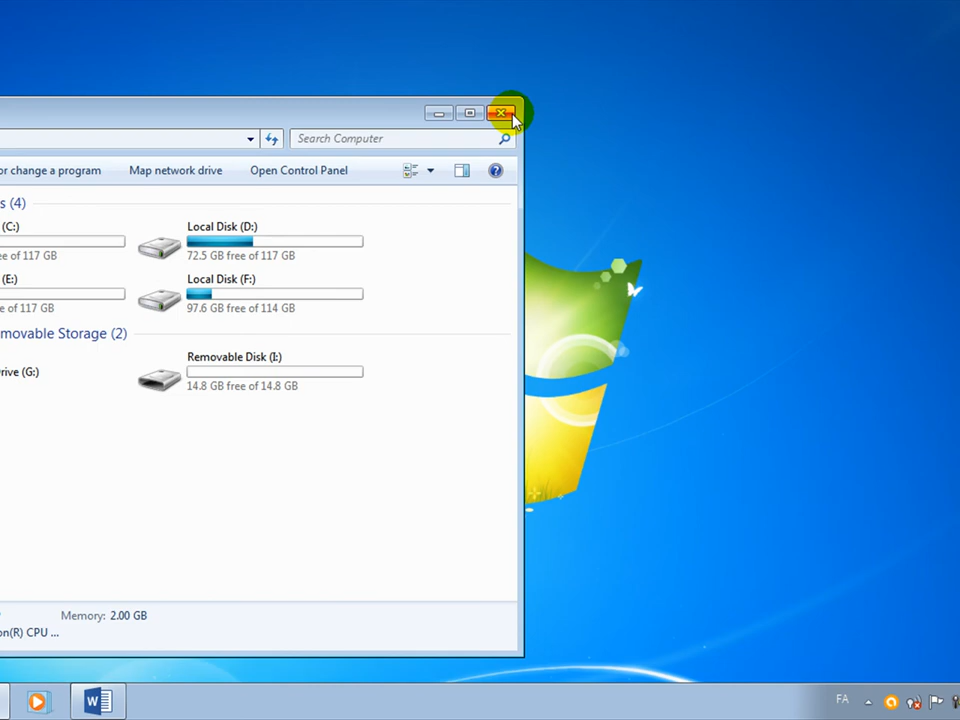 Search Computer
or change a program Map network drive Open Control Panel
s (4)
(C:)
ee of 117 GB
Local Disk (D:)
72.5 GB free of 117 GB
(E:)
e of 117 GB
Local Disk (F:)
97.6 GB free of 114 GB
movable Storage (2)
rive (G:)
Removable Disk (I:)
14.8 GB free of 14.8 GB
Memory: 2.00 GB
on(R) CPU ...
W
FA